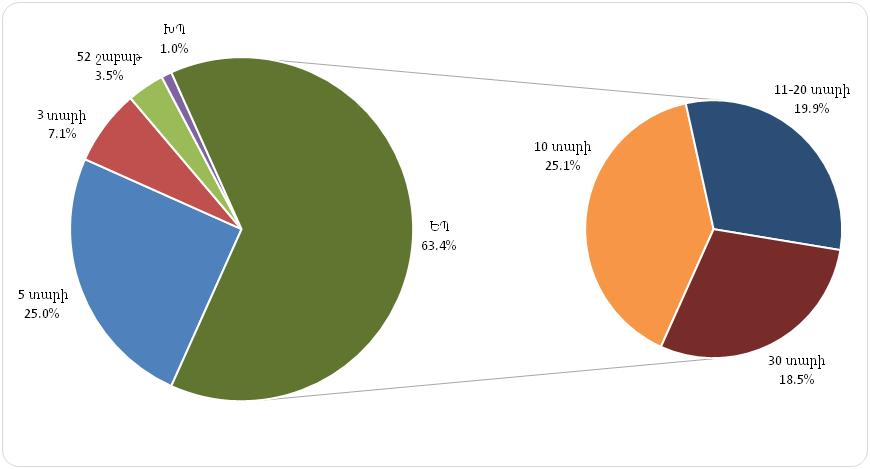 ԽՊ
1.0%
52 շաբաթ
3.5%
3 տարի
7.1%
5 տարի
25.0%
ԵՊ
63.4%
10 տարի
25.1%
11-20 տարի
19.9%
30 տարի
18.5%